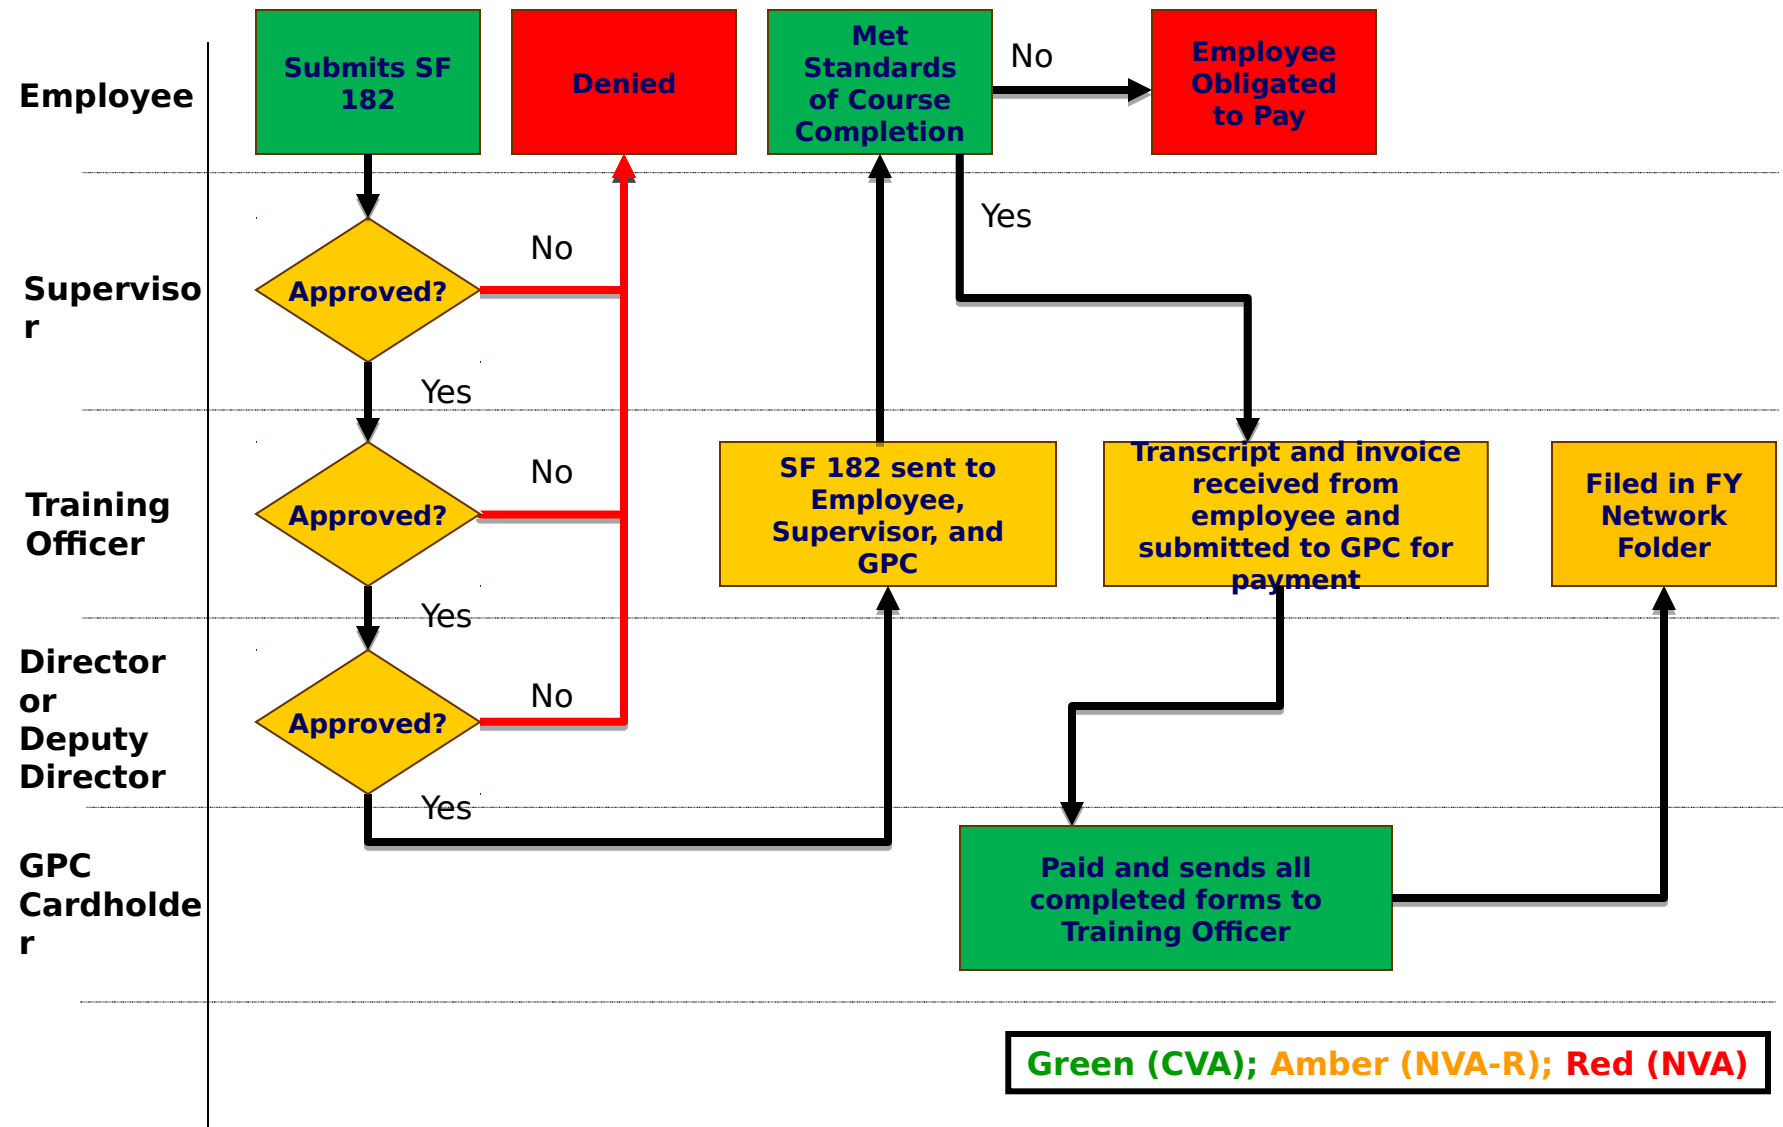 Employee
Submits SF
182
Denied
Met
Standards
of Course
Completion
No
Employee
Obligated
to Pay
Superviso
r
Approved?
No
Yes
Yes
Training
Officer
Approved?
No
Yes
SF 182 sent to
Employee,
Supervisor, and
GPC
Transcript and invoice
received from
employee and
submitted to GPC for
payment
Filed in FY
Network
Folder
Director
or
Deputy
Director
Approved?
No
Yes
GPC
Cardholde
r
Paid and sends all
completed forms to
Training Officer
Green (CVA); Amber (NVA-R); Red (NVA)